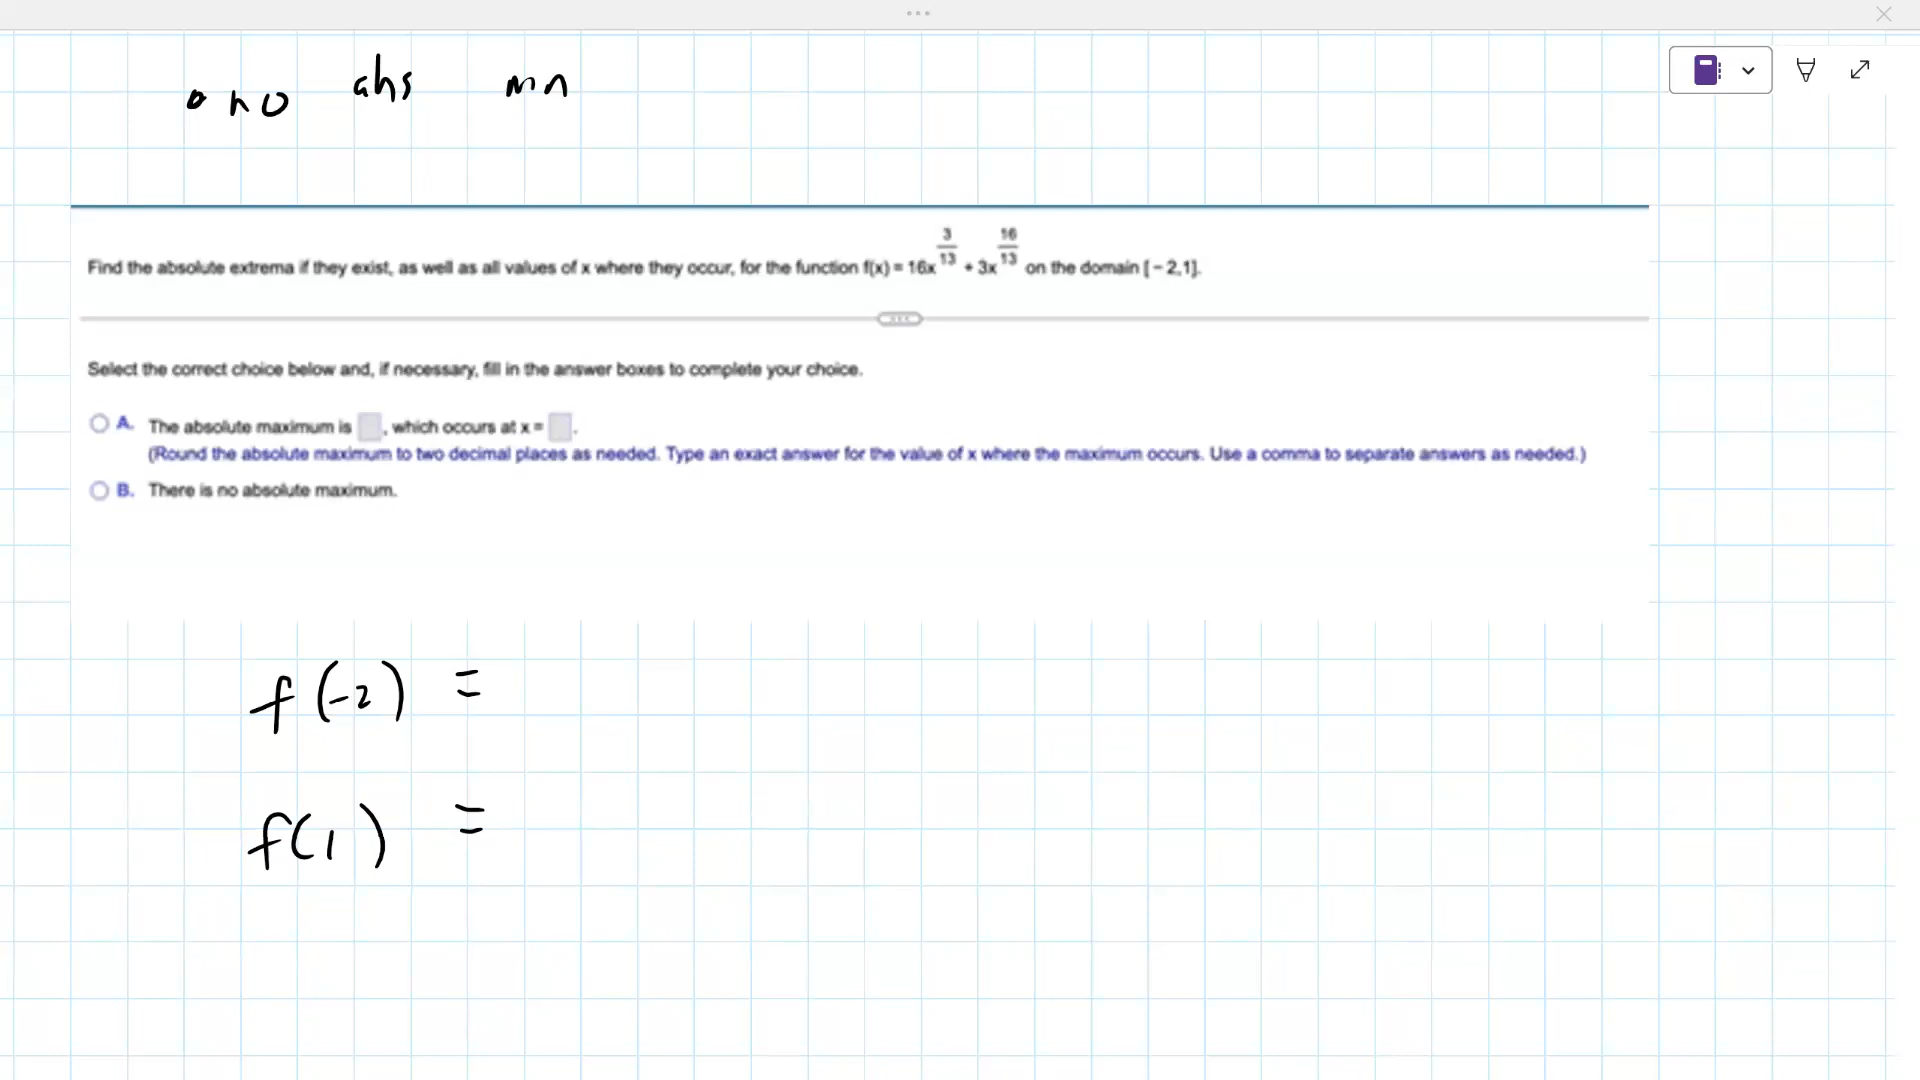 no ahs mn
Find the absolute extrema if they exist, as well as all values of x where they occur, for the function f(x) = 16x^(3/13) + 3x^(16/13) on the domain [ - 2,1].
Select the correct choice below and, if necessary, fill in the answer boxes to complete your choice.
A. The absolute maximum is , which occurs at x = .
(Round the absolute maximum to two decimal places as needed. Type an exact answer for the value of x where the maximum occurs. Use a comma to separate answers as needed.)
B. There is no absolute maximum.
f (-2) =
f(1) =